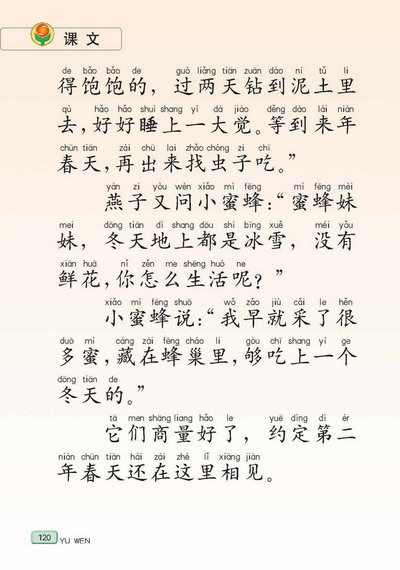 课文
de bǎo bǎo de guò liǎng tiān zuān dào ní tǔ lǐ
得饱饱的，过两天钻到泥土里
qù hǎo hǎo shuì shang yí dà jiào děng dào lái nián
去，好好睡上一大觉。等到来年
chūn tiān zài chū lai zhǎo chóng zi chī
春天，再出来找虫子吃。”
yàn zi yòu wèn xiǎo mì fēng mì fēng mèi
燕子又问小蜜蜂：“蜜蜂妹
mei dōng tiān dì shang dōu shì bīng xuě méi yǒu
妹，冬天地上都是冰雪，没有
xiān huā nǐ zěn me shēng huó ne
鲜花，你怎么生活呢？”
xiǎo mì fēng shuō wǒ zǎo jiù cǎi le hěn
小蜜蜂说：“我早就采了很
duō mì cáng zài fēng cháo li gòu chī shang yí ge
多蜜，藏在蜂巢里，够吃上一个
dōng tiān de
冬天的。”
tā men shāng liang hǎo le yuē dìng dì èr
它们商量好了，约定第二
nián chūn tiān hái zài zhè lǐ xiāng jiàn
年春天还在这里相见。
120 YU WEN